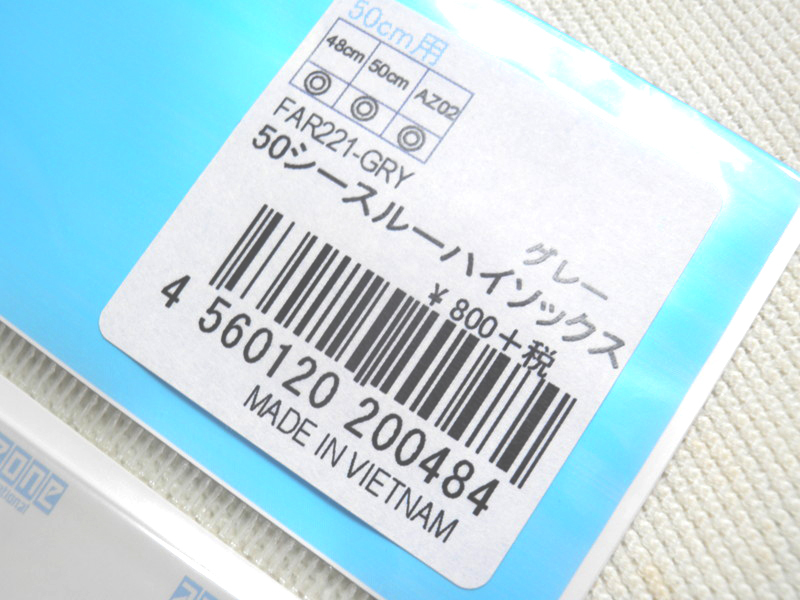 50cm用
48cm 50cm AZ02
◎ ◎ ◎
FAR221-GRY
50シースルーハイソックス
グレー
¥ 800+税
4 560120 200484
MADE IN VIETNAM